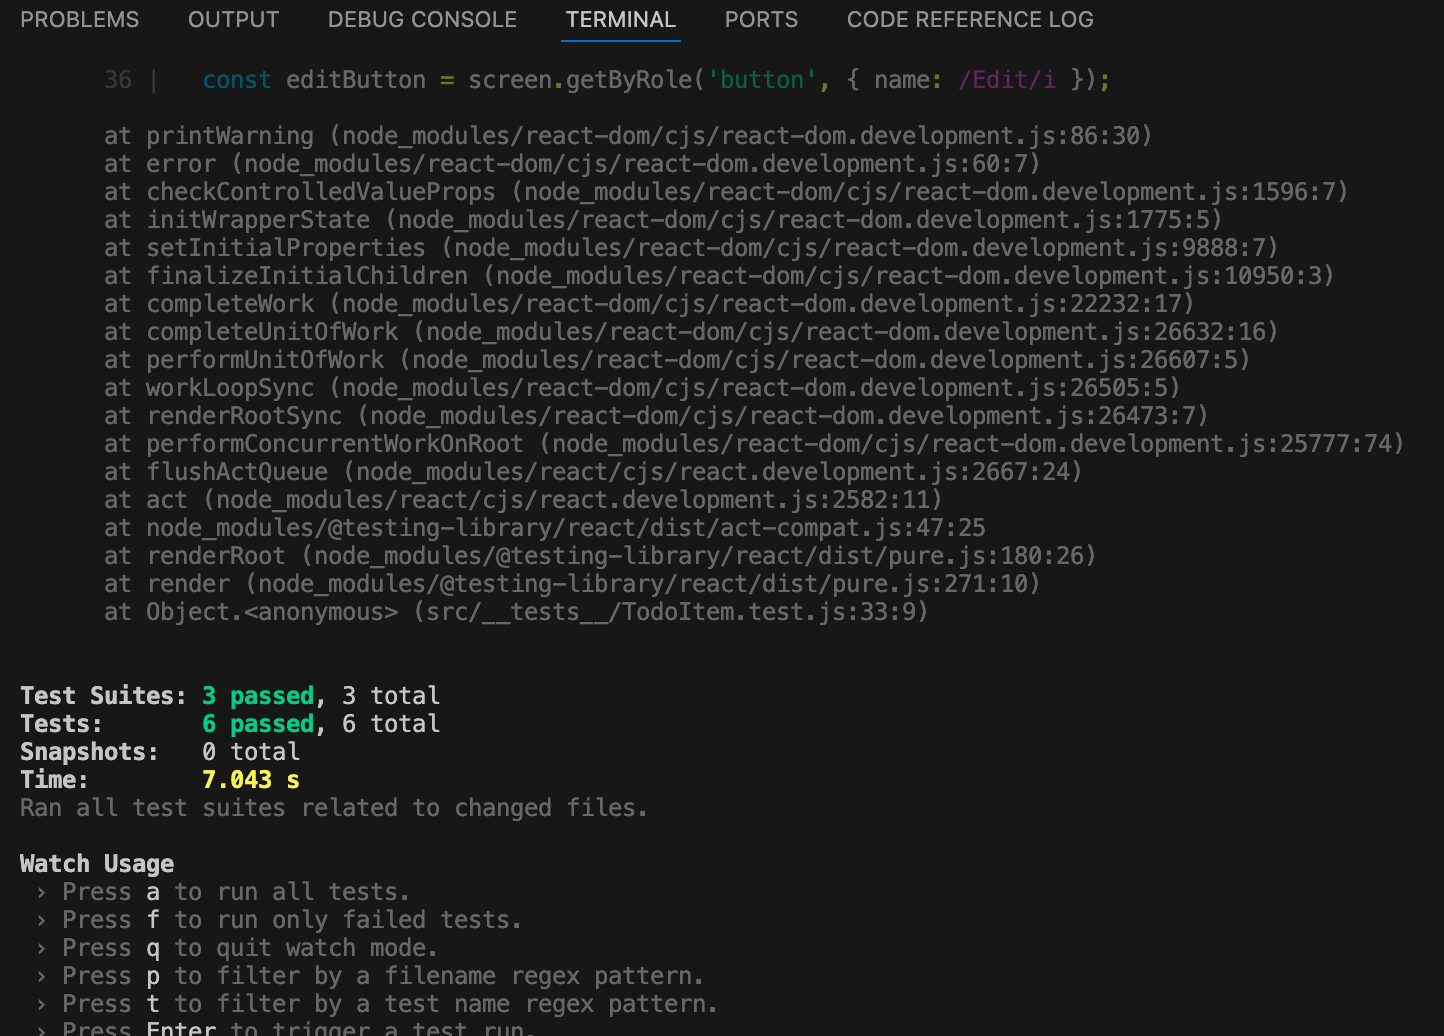 PROBLEMS OUTPUT DEBUG CONSOLE TERMINAL PORTS CODE REFERENCE LOG
36 | const editButton = screen.getByRole('button', { name: /Edit/i });
at printWarning (node_modules/react-dom/cjs/react-dom.development.js:86:30)
at error (node_modules/react-dom/cjs/react-dom.development.js:60:7)
at checkControlledValueProps (node_modules/react-dom/cjs/react-dom.development.js:1596:7)
at initWrapperState (node_modules/react-dom/cjs/react-dom.development.js:1775:5)
at setInitialProperties (node_modules/react-dom/cjs/react-dom.development.js:9888:7)
at finalizeInitialChildren (node_modules/react-dom/cjs/react-dom.development.js:10950:3)
at completeWork (node_modules/react-dom/cjs/react-dom.development.js:22232:17)
at completeUnitOfWork (node_modules/react-dom/cjs/react-dom.development.js:26632:16)
at performUnitOfWork (node_modules/react-dom/cjs/react-dom.development.js:26607:5)
at workLoopSync (node_modules/react-dom/cjs/react-dom.development.js:26505:5)
at renderRootSync (node_modules/react-dom/cjs/react-dom.development.js:26473:7)
at performConcurrentWorkOnRoot (node_modules/react-dom/cjs/react-dom.development.js:25777:74)
at flushActQueue (node_modules/react/cjs/react.development.js:2667:24)
at act (node_modules/react/cjs/react.development.js:2582:11)
at node_modules/@testing-library/react/dist/act-compat.js:47:25
at renderRoot (node_modules/@testing-library/react/dist/pure.js:180:26)
at render (node_modules/@testing-library/react/dist/pure.js:271:10)
at Object.<anonymous> (src/__tests__/TodoItem.test.js:33:9)
Test Suites: 3 passed, 3 total
Tests: 6 passed, 6 total
Snapshots: 0 total
Time: 7.043 s
Ran all test suites related to changed files.
Watch Usage
› Press a to run all tests.
› Press f to run only failed tests.
› Press q to quit watch mode.
› Press p to filter by a filename regex pattern.
› Press t to filter by a test name regex pattern.
› Press Enter to trigger a test run.